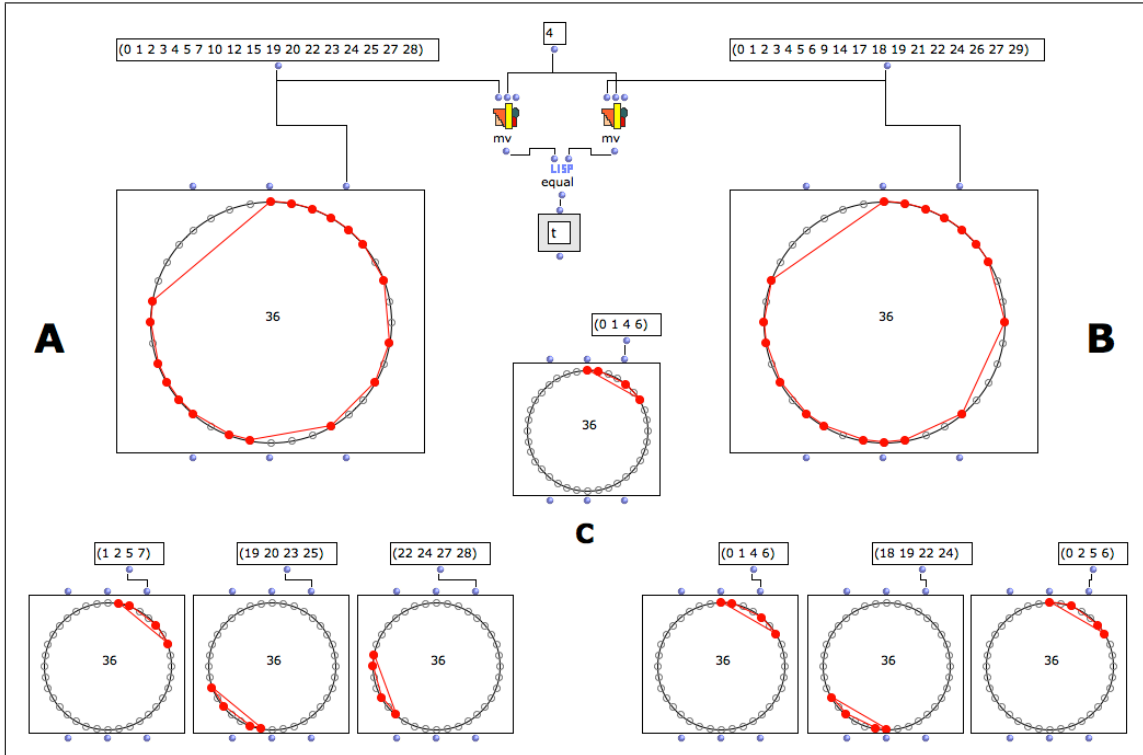 4
(0 1 2 3 4 5 7 10 12 15 19 20 22 23 24 25 27 28)
(0 1 2 3 4 5 6 9 14 17 18 19 21 22 24 26 27 29)
mv
mv
LISP
equal
t
36
36
A
(0 1 4 6)
B
36
C
(1 2 5 7)
(19 20 23 25)
(22 24 27 28)
(0 1 4 6)
(18 19 22 24)
(0 2 5 6)
36
36
36
36
36
36